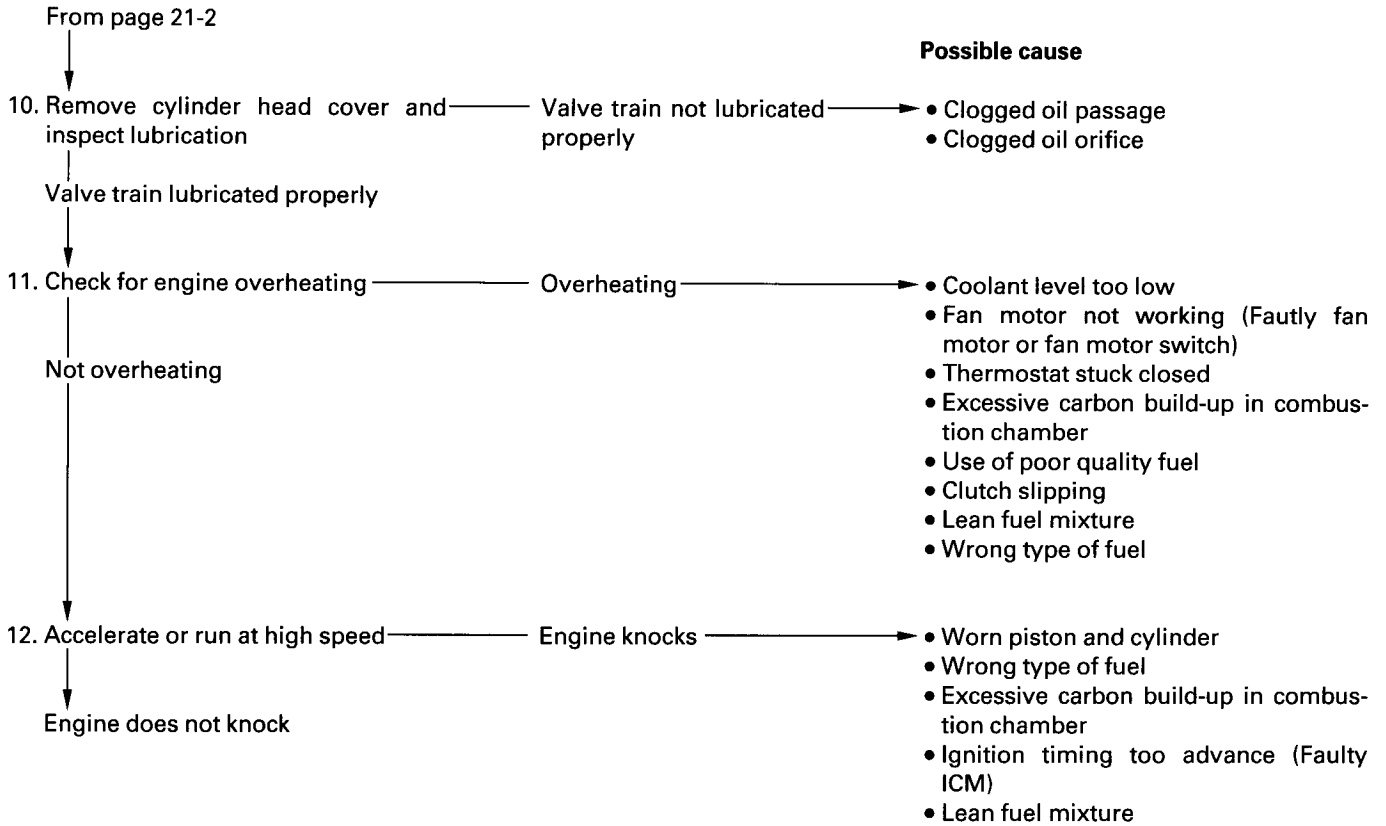 From page 21-2
Possible cause
10. Remove cylinder head cover and inspect lubrication
Valve train not lubricated properly
• Clogged oil passage
• Clogged oil orifice
Valve train lubricated properly
11. Check for engine overheating
Overheating
• Coolant level too low
• Fan motor not working (Fautly fan
motor or fan motor switch)
• Thermostat stuck closed
• Excessive carbon build-up in combus-
tion chamber
• Use of poor quality fuel
• Clutch slipping
• Lean fuel mixture
• Wrong type of fuel
Not overheating
12. Accelerate or run at high speed
Engine knocks
• Worn piston and cylinder
• Wrong type of fuel
• Excessive carbon build-up in combus-
tion chamber
• Ignition timing too advance (Faulty
ICM)
• Lean fuel mixture
Engine does not knock